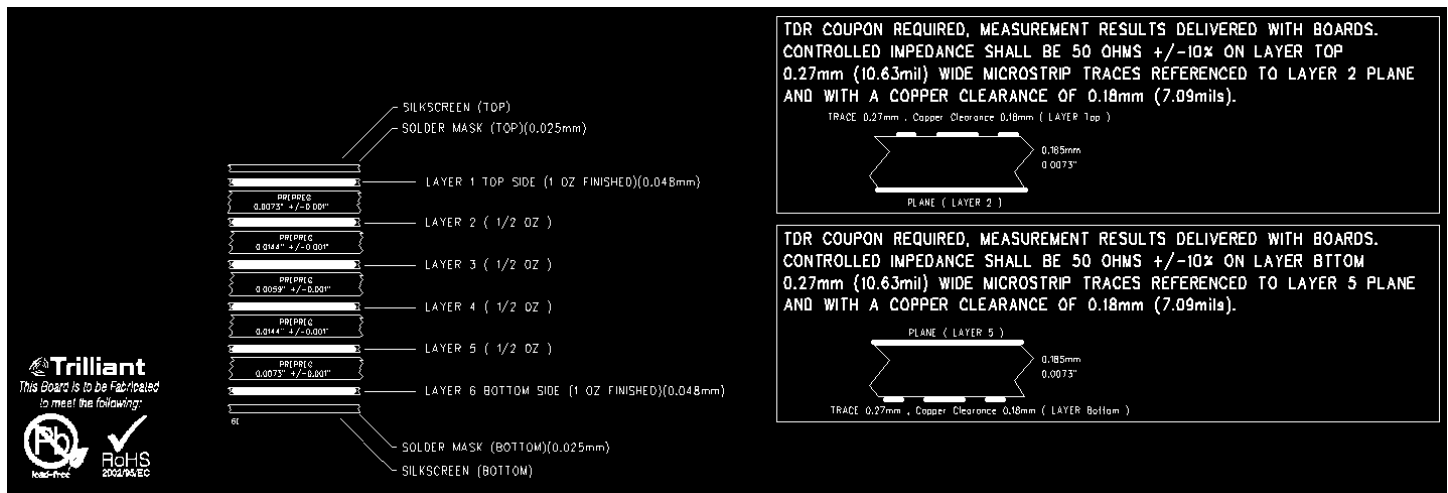 TDR COUPON REQUIRED, MEASUREMENT RESULTS DELIVERED WITH BOARDS.
CONTROLLED IMPEDANCE SHALL BE 50 OHMS +/-10% ON LAYER TOP
0.27mm (10.63mil) WIDE MICROSTRIP TRACES REFERENCED TO LAYER 2 PLANE
AND WITH A COPPER CLEARANCE OF 0.18mm (7.09mils).
TRACE 0.27mm , Copper Clearance 0.18mm ( LAYER Top )
0.185mm
0.0073"
PLANE ( LAYER 2 )
TDR COUPON REQUIRED, MEASUREMENT RESULTS DELIVERED WITH BOARDS.
CONTROLLED IMPEDANCE SHALL BE 50 OHMS +/-10% ON LAYER BTTOM
0.27mm (10.63mil) WIDE MICROSTRIP TRACES REFERENCED TO LAYER 5 PLANE
AND WITH A COPPER CLEARANCE OF 0.18mm (7.09mils).
PLANE ( LAYER 5 )
0.185mm
0.0073"
TRACE 0.27mm , Copper Clearance 0.18mm ( LAYER Bottom )
SILKSCREEN (TOP)
SOLDER MASK (TOP)(0.025mm)
LAYER 1 TOP SIDE (1 OZ FINISHED)(0.048mm)
PREPREG
0.0073" +/-0.001"
LAYER 2 ( 1/2 OZ )
PREPREG
0.0144" +/-0.001"
LAYER 3 ( 1/2 OZ )
PREPREG
0.0059" +/-0.001"
LAYER 4 ( 1/2 OZ )
PREPREG
0.0144" +/-0.001"
LAYER 5 ( 1/2 OZ )
PREPREG
0.0073" +/-0.001"
LAYER 6 BOTTOM SIDE (1 OZ FINISHED)(0.048mm)
SOLDER MASK (BOTTOM)(0.025mm)
SILKSCREEN (BOTTOM)
Trilliant
This Board is to be Fabricated
to meet the following:
Pb
lead-free
RoHS
2002/95/EC